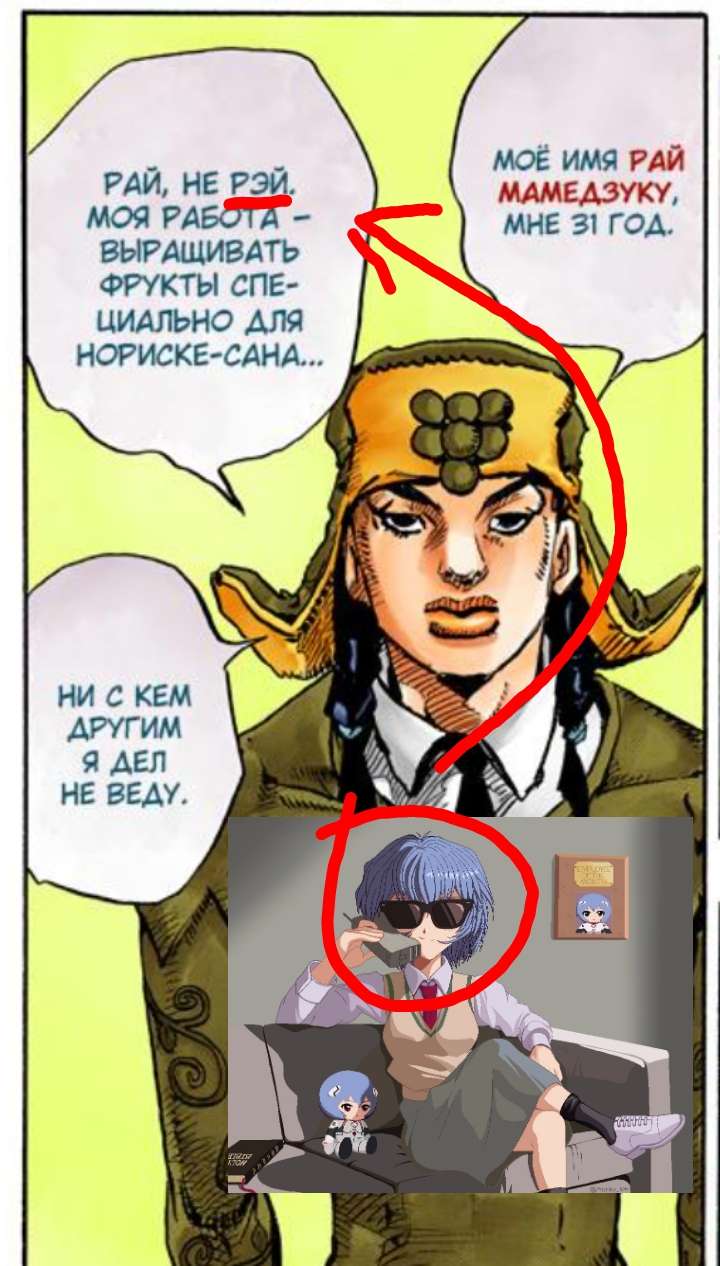 МОЁ ИМЯ РАЙ
МАМЕДЗУКУ,
МНЕ 31 ГОД.
РАЙ, НЕ РЭЙ.
МОЯ РАБОТА –
ВЫРАЩИВАТЬ
ФРУКТЫ СПЕ-
ЦИАЛЬНО ДЛЯ
НОРИСКЕ-САНА...
НИ С КЕМ
ДРУГИМ
Я ДЕЛ
НЕ ВЕДУ.